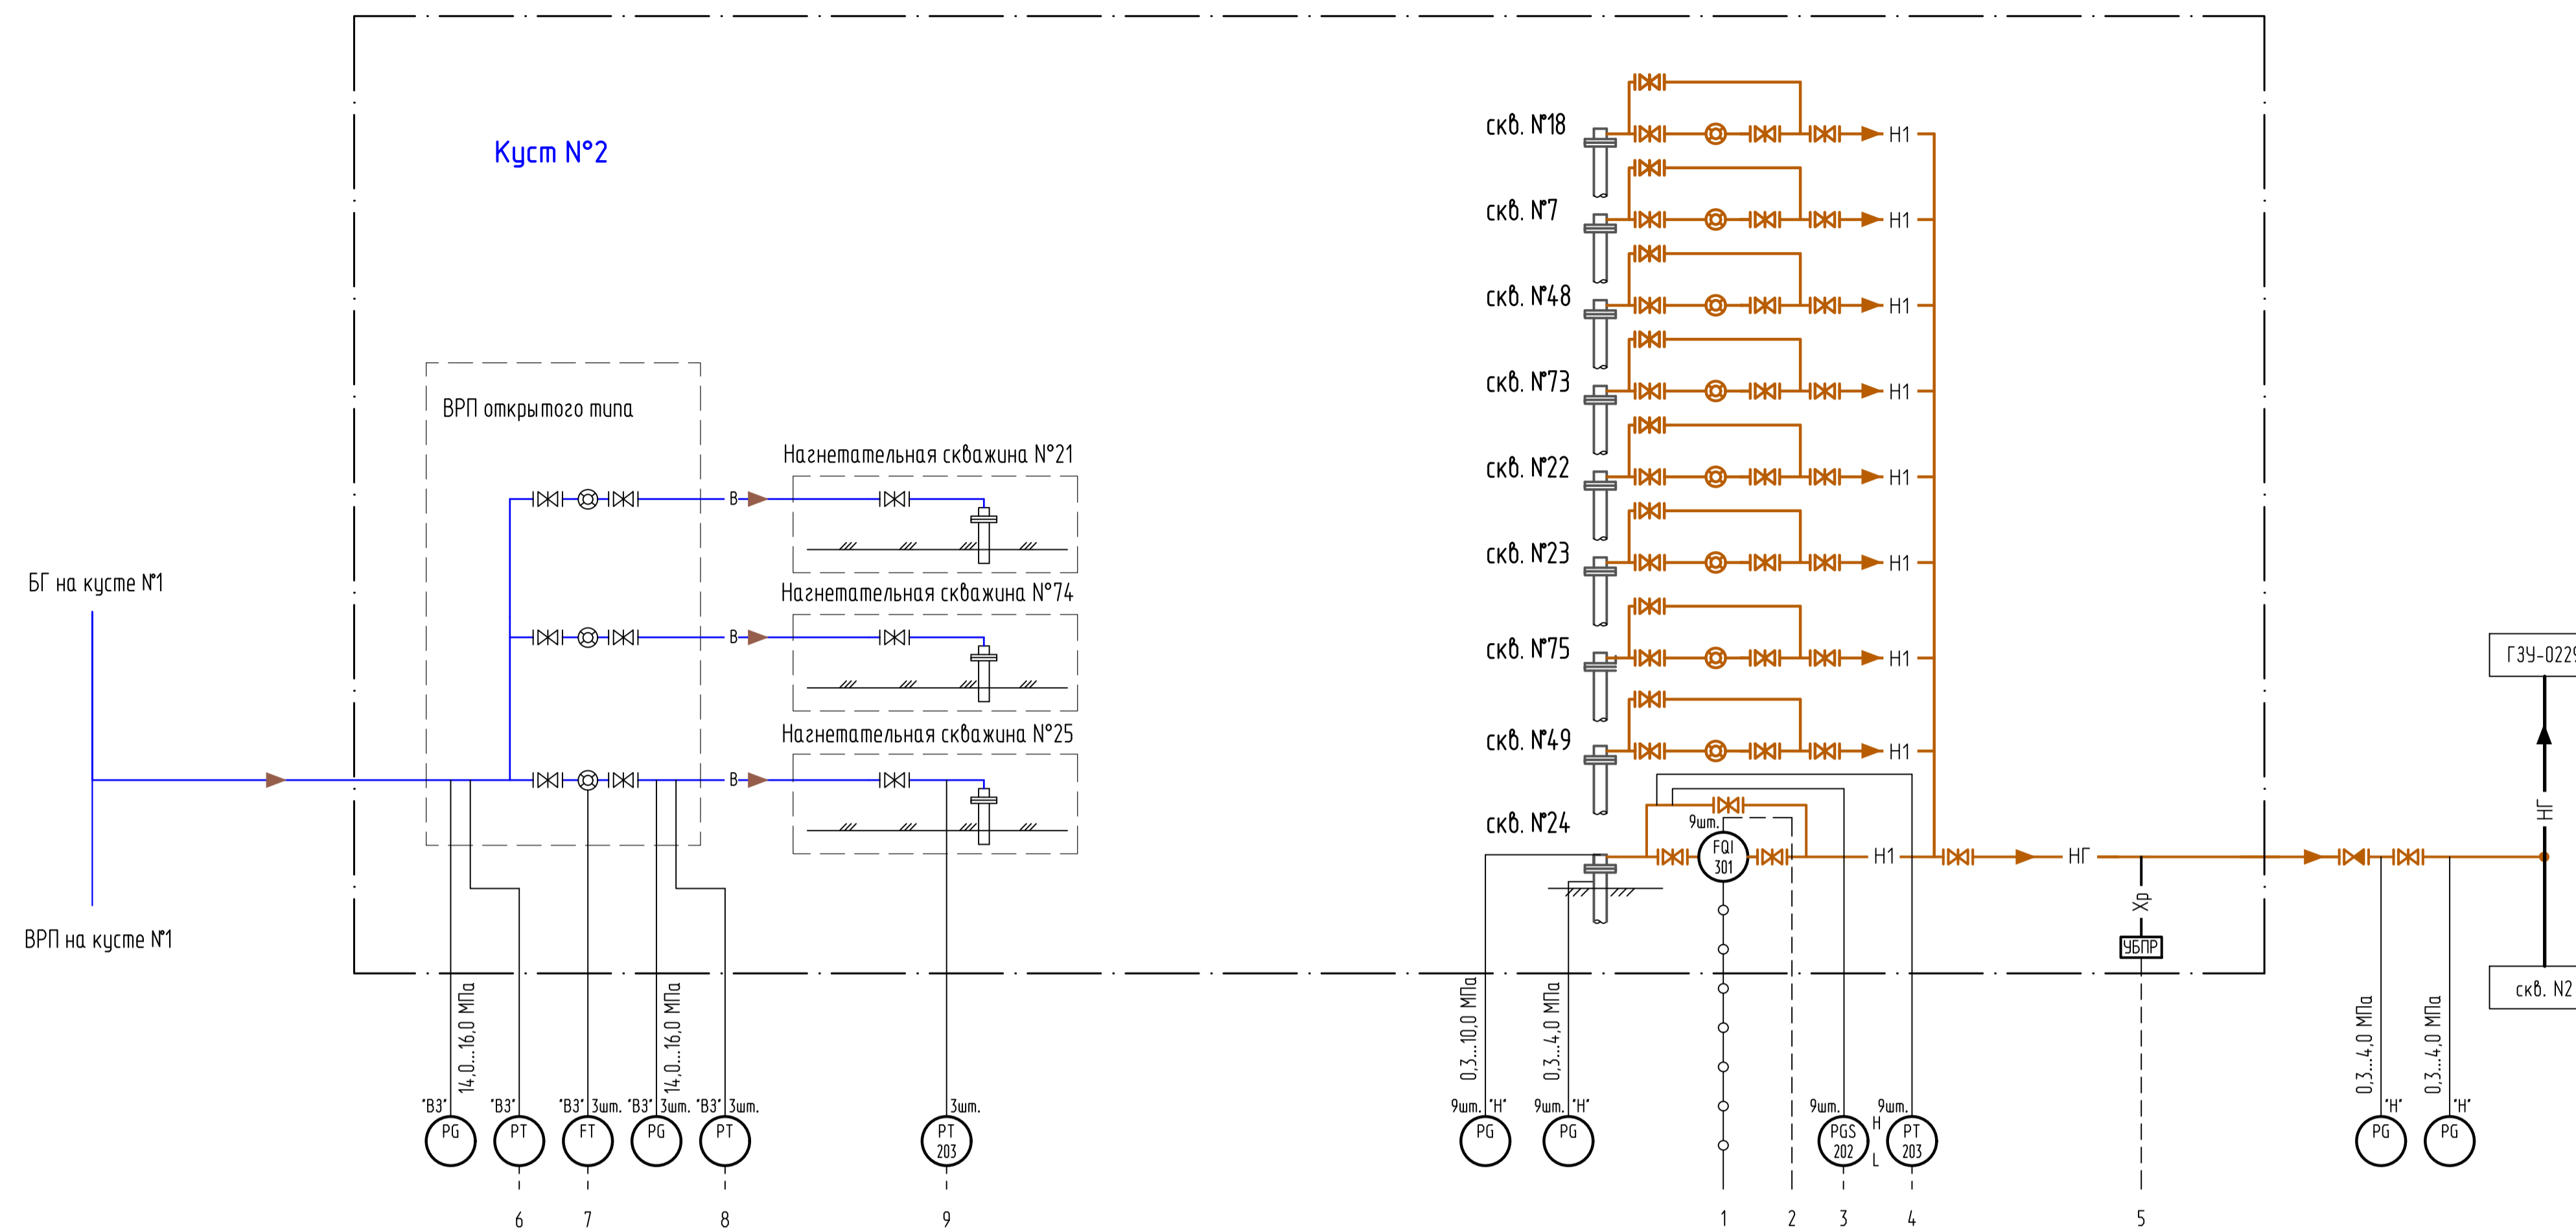 Куст N°2
скв. N°18
Н1
скв. N°7
Н1
скв. N°48
Н1
скв. N°73
Н1
скв. N°22
Н1
скв. N°23
Н1
скв. N°75
Н1
скв. N°49
Н1
скв. N°24
9шт.
FQI
301
Н1
НГ
Хр
УБПР
ВРП открытого типа
Нагнетательная скважина N°21
В
Нагнетательная скважина N°74
В
Нагнетательная скважина N°25
В
БГ на кусте N°1
ВРП на кусте N°1
ГЗУ-0229
НГ
скв. N2
14,0...16,0 МПа
14,0...16,0 МПа
0,3...10,0 МПа
0,3...4,0 МПа
0,3...4,0 МПа
0,3...4,0 МПа
"ВЗ"
PG
"ВЗ"
PT
"ВЗ" 3шт.
FT
"ВЗ" 3шт.
PG
"ВЗ" 3шт.
PT
3шт.
PT
203
9шт. "Н"
PG
9шт. "Н"
PG
9шт.
PGS
202
H
L
9шт.
PT
203
"Н"
PG
"Н"
PG
6
7
8
9
1
2
3
4
5